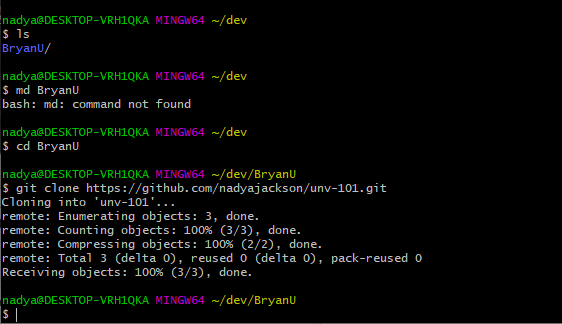 nadya@DESKTOP-VRH1QKA MINGW64 ~/dev
$ ls
BryanU/
nadya@DESKTOP-VRH1QKA MINGW64 ~/dev
$ md BryanU
bash: md: command not found
nadya@DESKTOP-VRH1QKA MINGW64 ~/dev
$ cd BryanU
nadya@DESKTOP-VRH1QKA MINGW64 ~/dev/BryanU
$ git clone https://github.com/nadyajackson/unv-101.git
Cloning into 'unv-101'...
remote: Enumerating objects: 3, done.
remote: Counting objects: 100% (3/3), done.
remote: Compressing objects: 100% (2/2), done.
remote: Total 3 (delta 0), reused 0 (delta 0), pack-reused 0
Receiving objects: 100% (3/3), done.
nadya@DESKTOP-VRH1QKA MINGW64 ~/dev/BryanU
$